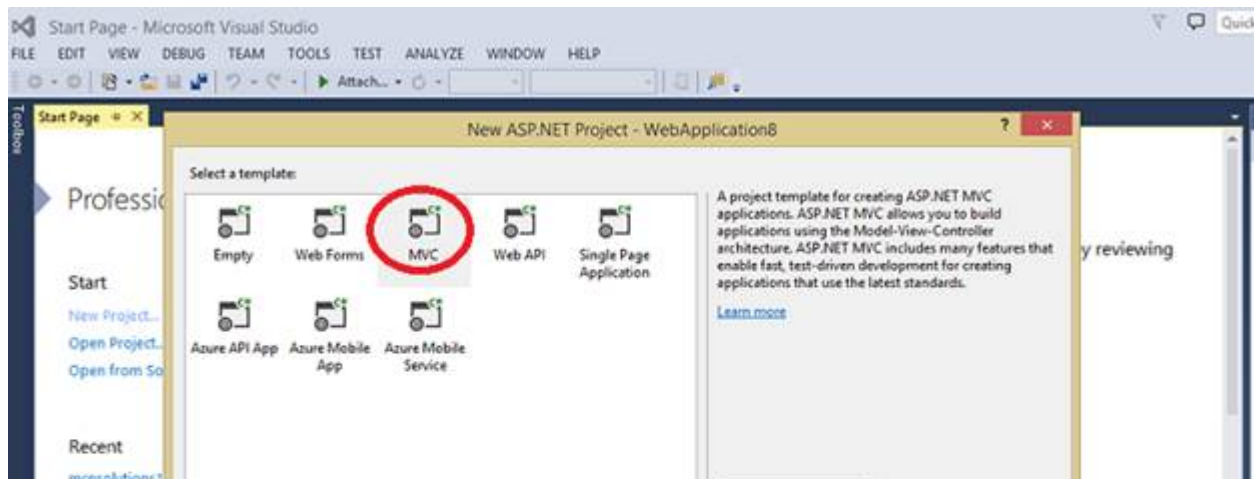 Start Page - Microsoft Visual Studio
Quick
FILE EDIT VIEW DEBUG TEAM TOOLS TEST ANALYZE WINDOW HELP
Attach...
Toolbox
Start Page
New ASP.NET Project - WebApplication8
?
Select a template:
Professio
Empty
Web Forms
MVC
Web API
Single Page
Application
Azure API App
Azure Mobile
App
Azure Mobile
Service
A project template for creating ASP.NET MVC
applications. ASP.NET MVC allows you to build
applications using the Model-View-Controller
architecture. ASP.NET MVC includes many features that
enable fast, test-driven development for creating
applications that use the latest standards.
Learn more
y reviewing
Start
New Project...
Open Project..
Open from So
Recent